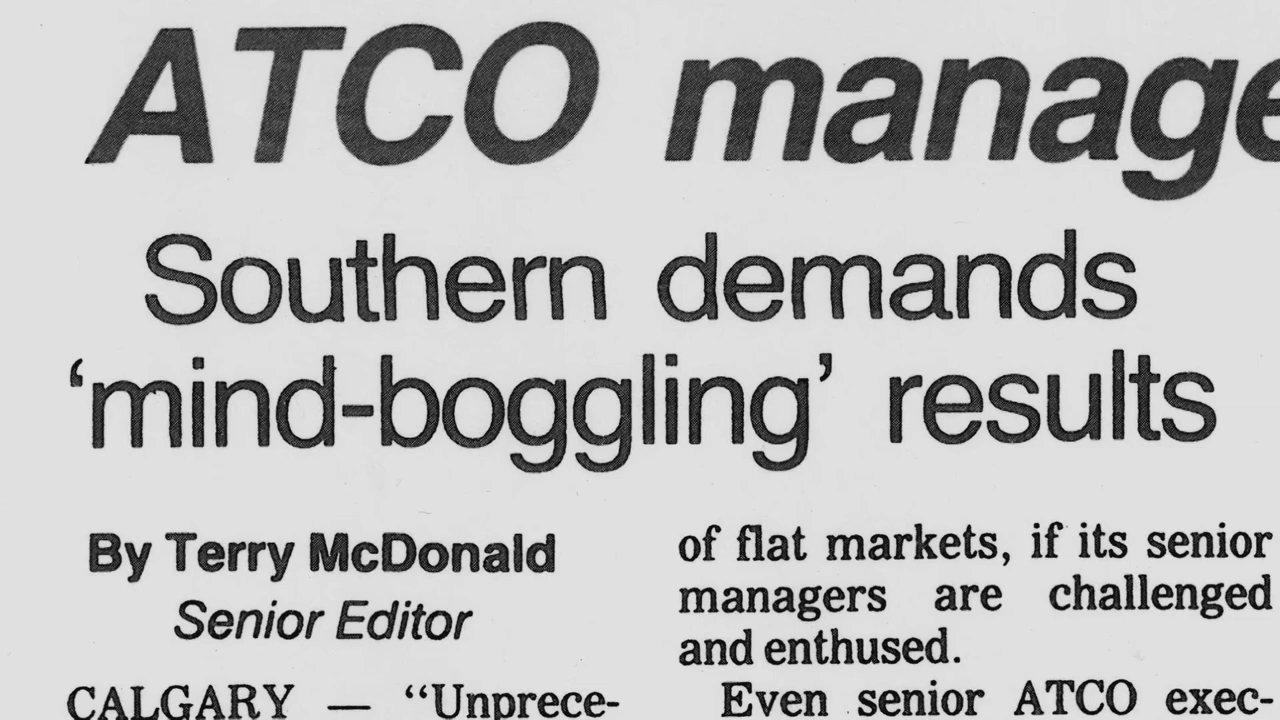 ATCO manage
Southern demands
‘mind-boggling’ results
By Terry McDonald
Senior Editor
CALGARY — “Unprece-
of flat markets, if its senior
managers are challenged
and enthused.
Even senior ATCO exec-